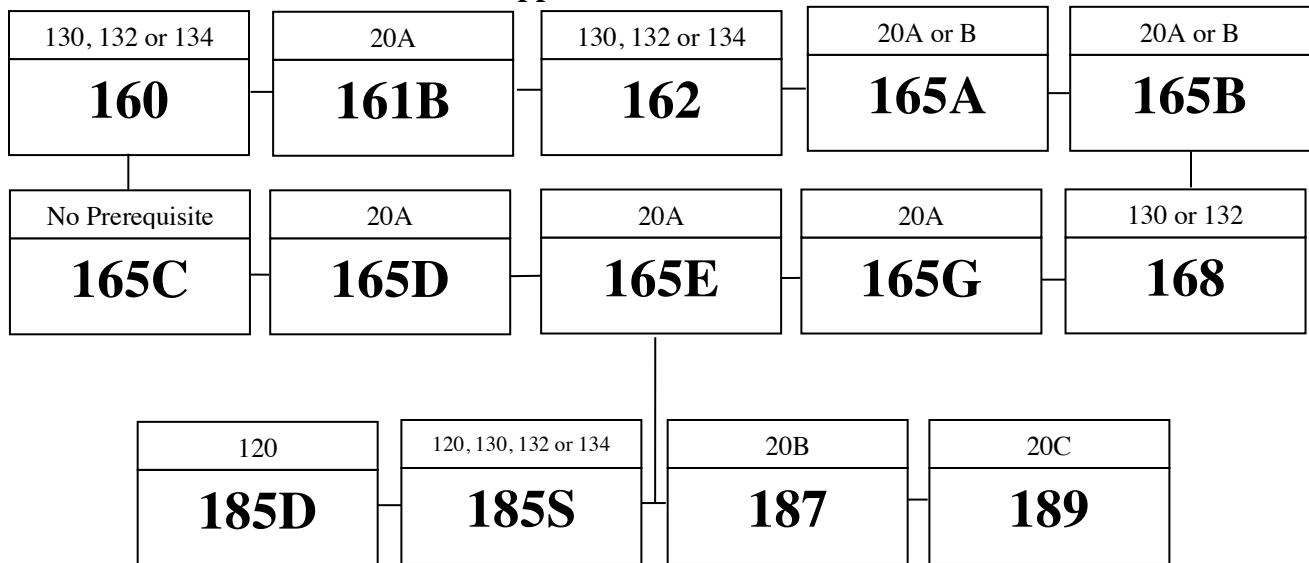 130, 132 or 134
160
20A
161B
130, 132 or 134
162
20A or B
165A
20A or B
165B
No Prerequisite
165C
20A
165D
20A
165E
20A
165G
130 or 132
168
120
185D
120, 130, 132 or 134
185S
20B
187
20C
189